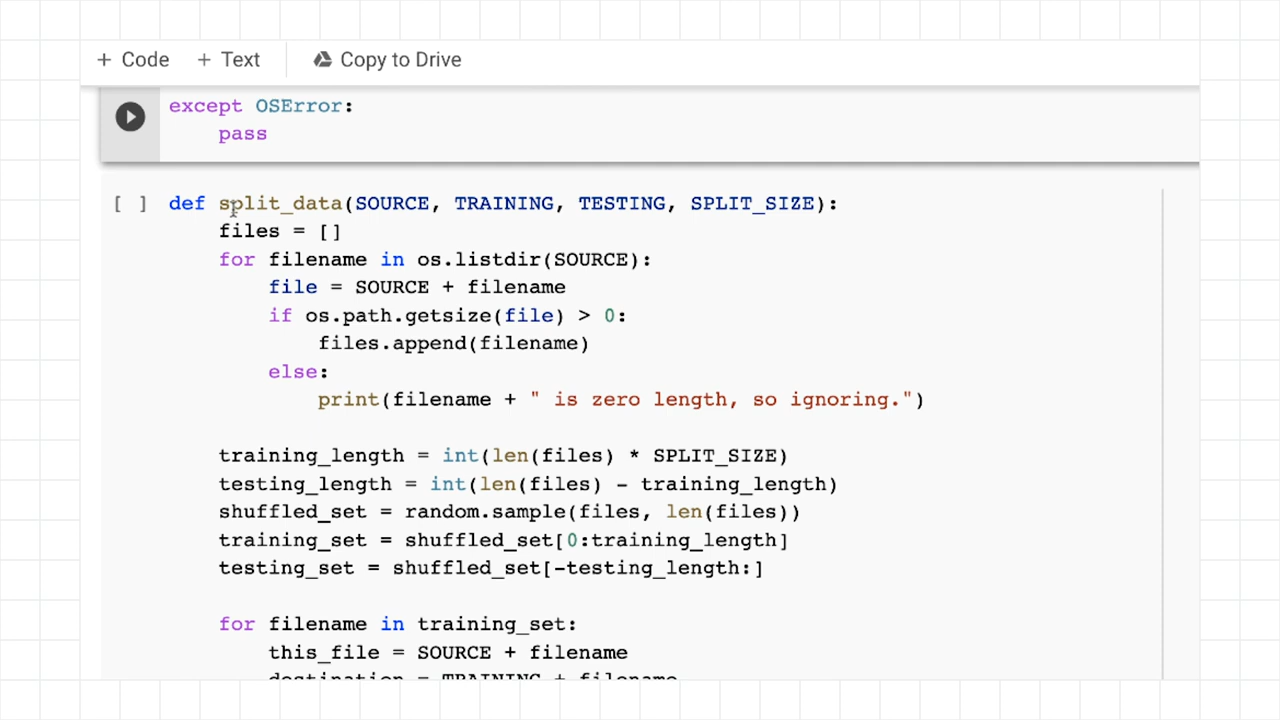 + Code + Text Copy to Drive
except OSError:
    pass
[ ] def split_data(SOURCE, TRAINING, TESTING, SPLIT_SIZE):
    files = []
    for filename in os.listdir(SOURCE):
        file = SOURCE + filename
        if os.path.getsize(file) > 0:
            files.append(filename)
        else:
            print(filename + " is zero length, so ignoring.")
    training_length = int(len(files) * SPLIT_SIZE)
    testing_length = int(len(files) - training_length)
    shuffled_set = random.sample(files, len(files))
    training_set = shuffled_set[0:training_length]
    testing_set = shuffled_set[-testing_length:]
    for filename in training_set:
        this_file = SOURCE + filename
        destination = TRAINING + filename